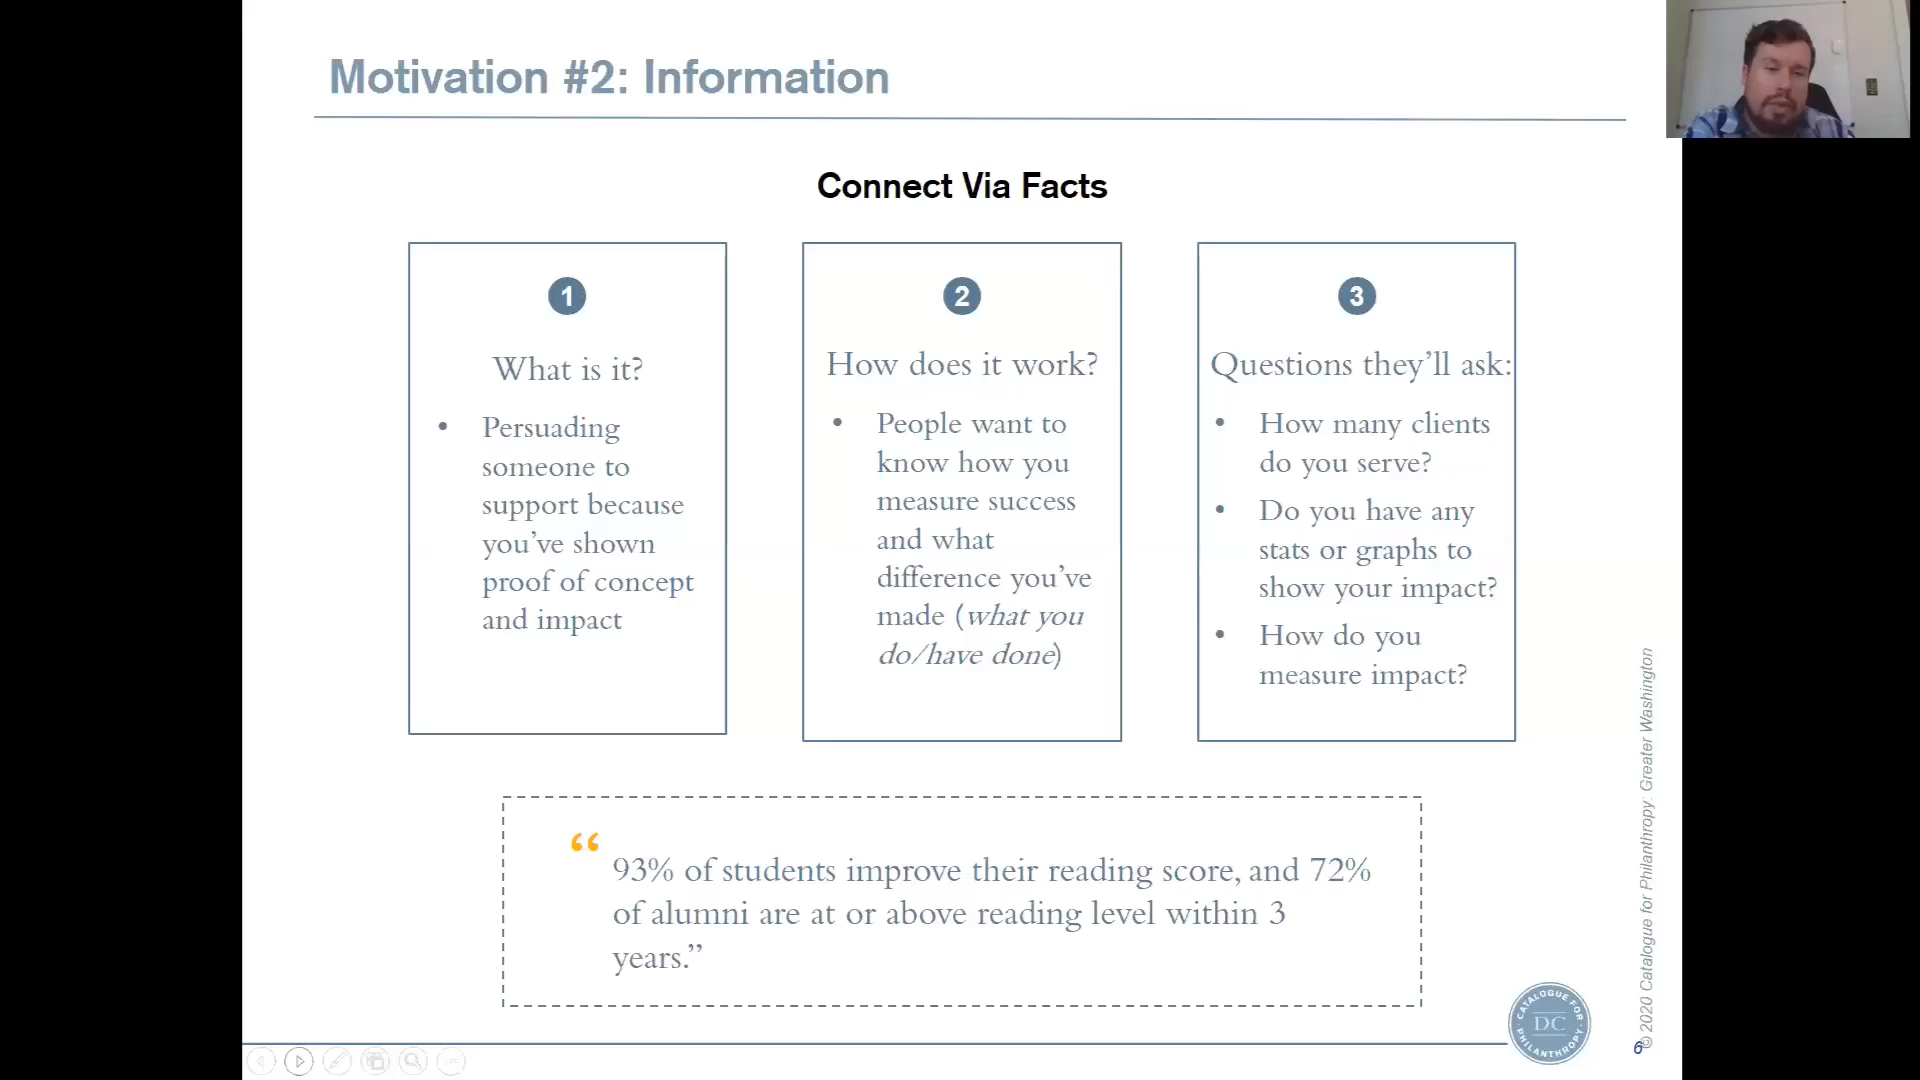 Motivation #2: Information
Connect Via Facts
1
What is it?
• Persuading
someone to
support because
you've shown
proof of concept
and impact
2
How does it work?
• People want to
know how you
measure success
and what
difference you've
made (what you
do/have done)
3
Questions they'll ask:
• How many clients
do you serve?
• Do you have any
stats or graphs to
show your impact?
• How do you
measure impact?
“ 93% of students improve their reading score, and 72%
of alumni are at or above reading level within 3
years.”
© 2020 Catalogue for Philanthropy: Greater Washington
CATALOGUE FOR
DC
PHILANTHROPY
6